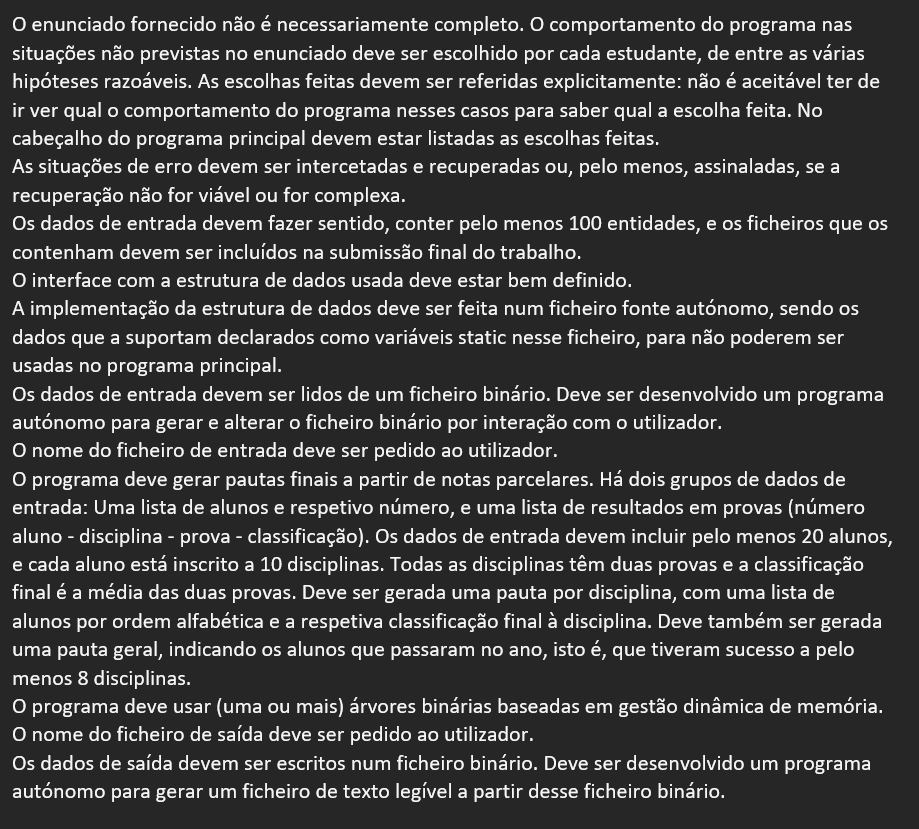 O enunciado fornecido não é necessariamente completo. O comportamento do programa nas
situações não previstas no enunciado deve ser escolhido por cada estudante, de entre as várias
hipóteses razoáveis. As escolhas feitas devem ser referidas explicitamente: não é aceitável ter de
ir ver qual o comportamento do programa nesses casos para saber qual a escolha feita. No
cabeçalho do programa principal devem estar listadas as escolhas feitas.
As situações de erro devem ser intercetadas e recuperadas ou, pelo menos, assinaladas, se a
recuperação não for viável ou for complexa.
Os dados de entrada devem fazer sentido, conter pelo menos 100 entidades, e os ficheiros que os
contenham devem ser incluídos na submissão final do trabalho.
O interface com a estrutura de dados usada deve estar bem definido.
A implementação da estrutura de dados deve ser feita num ficheiro fonte autónomo, sendo os
dados que a suportam declarados como variáveis static nesse ficheiro, para não poderem ser
usadas no programa principal.
Os dados de entrada devem ser lidos de um ficheiro binário. Deve ser desenvolvido um programa
autónomo para gerar e alterar o ficheiro binário por interação com o utilizador.
O nome do ficheiro de entrada deve ser pedido ao utilizador.
O programa deve gerar pautas finais a partir de notas parcelares. Há dois grupos de dados de
entrada: Uma lista de alunos e respetivo número, e uma lista de resultados em provas (número
aluno - disciplina - prova - classificação). Os dados de entrada devem incluir pelo menos 20 alunos,
e cada aluno está inscrito a 10 disciplinas. Todas as disciplinas têm duas provas e a classificação
final é a média das duas provas. Deve ser gerada uma pauta por disciplina, com uma lista de
alunos por ordem alfabética e a respetiva classificação final à disciplina. Deve também ser gerada
uma pauta geral, indicando os alunos que passaram no ano, isto é, que tiveram sucesso a pelo
menos 8 disciplinas.
O programa deve usar (uma ou mais) árvores binárias baseadas em gestão dinâmica de memória.
O nome do ficheiro de saída deve ser pedido ao utilizador.
Os dados de saída devem ser escritos num ficheiro binário. Deve ser desenvolvido um programa
autónomo para gerar um ficheiro de texto legível a partir desse ficheiro binário.